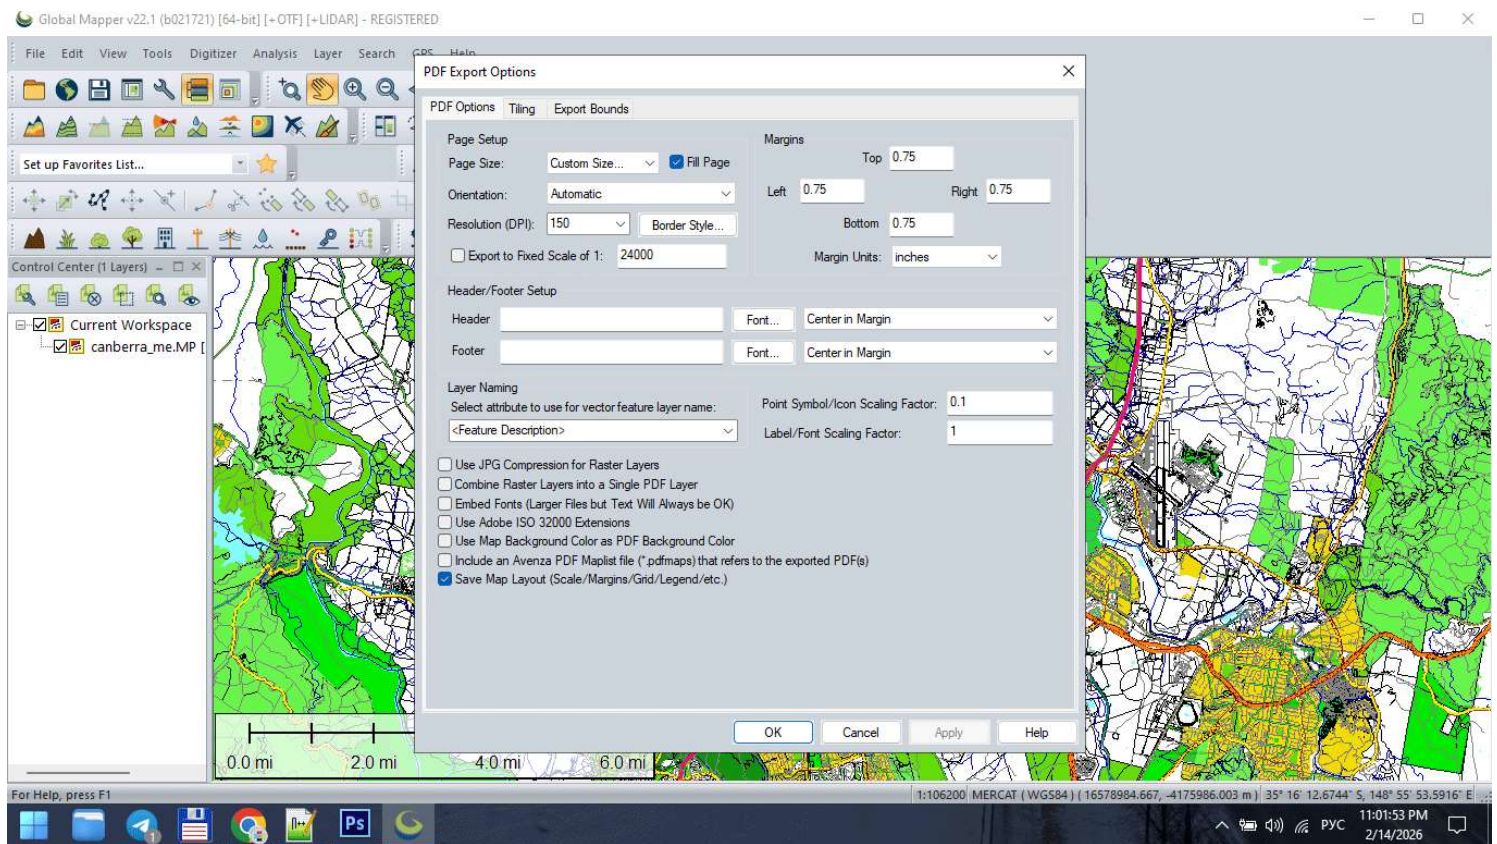 Global Mapper v22.1 (b021721) [64-bit] [+OTF] [+LIDAR] - REGISTERED
File Edit View Tools Digitizer Analysis Layer Search GPS Help
Set up Favorites List...
Control Center (1 Layers)
Current Workspace
canberra_me.MP [
PDF Export Options
PDF Options Tiling Export Bounds
Page Setup
Page Size: Custom Size... Fill Page
Orientation: Automatic
Resolution (DPI): 150 Border Style...
Export to Fixed Scale of 1: 24000
Margins
Top 0.75
Left 0.75 Right 0.75
Bottom 0.75
Margin Units: inches
Header/Footer Setup
Header Font... Center in Margin
Footer Font... Center in Margin
Layer Naming
Select attribute to use for vector feature layer name:
<Feature Description>
Point Symbol/Icon Scaling Factor: 0.1
Label/Font Scaling Factor: 1
Use JPG Compression for Raster Layers
Combine Raster Layers into a Single PDF Layer
Embed Fonts (Larger Files but Text Will Always be OK)
Use Adobe ISO 32000 Extensions
Use Map Background Color as PDF Background Color
Include an Avenza PDF Maplist file (*.pdfmaps) that refers to the exported PDF(s)
Save Map Layout (Scale/Margins/Grid/Legend/etc.)
OK Cancel Apply Help
0.0 mi 2.0 mi 4.0 mi 6.0 mi
For Help, press F1
1:106200 MERCAT ( WGS84 ) ( 16578984.667, -4175986.003 m ) 35° 16' 12.6744" S, 148° 55' 53.5916" E
1 Ps
РУС
11:01:53 PM
2/14/2026